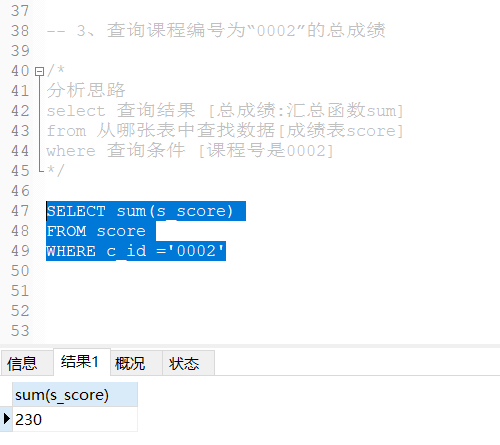 37
38 -- 3、查询课程编号为“0002”的总成绩
39
40 /*
41 分析思路
42 select 查询结果 [总成绩:汇总函数sum]
43 from 从哪张表中查找数据[成绩表score]
44 where 查询条件 [课程号是0002]
45 */
46
47 SELECT sum(s_score)
48 FROM score
49 WHERE c_id ='0002'
50
51
52
53
信息 结果1 概况 状态
sum(s_score)
230